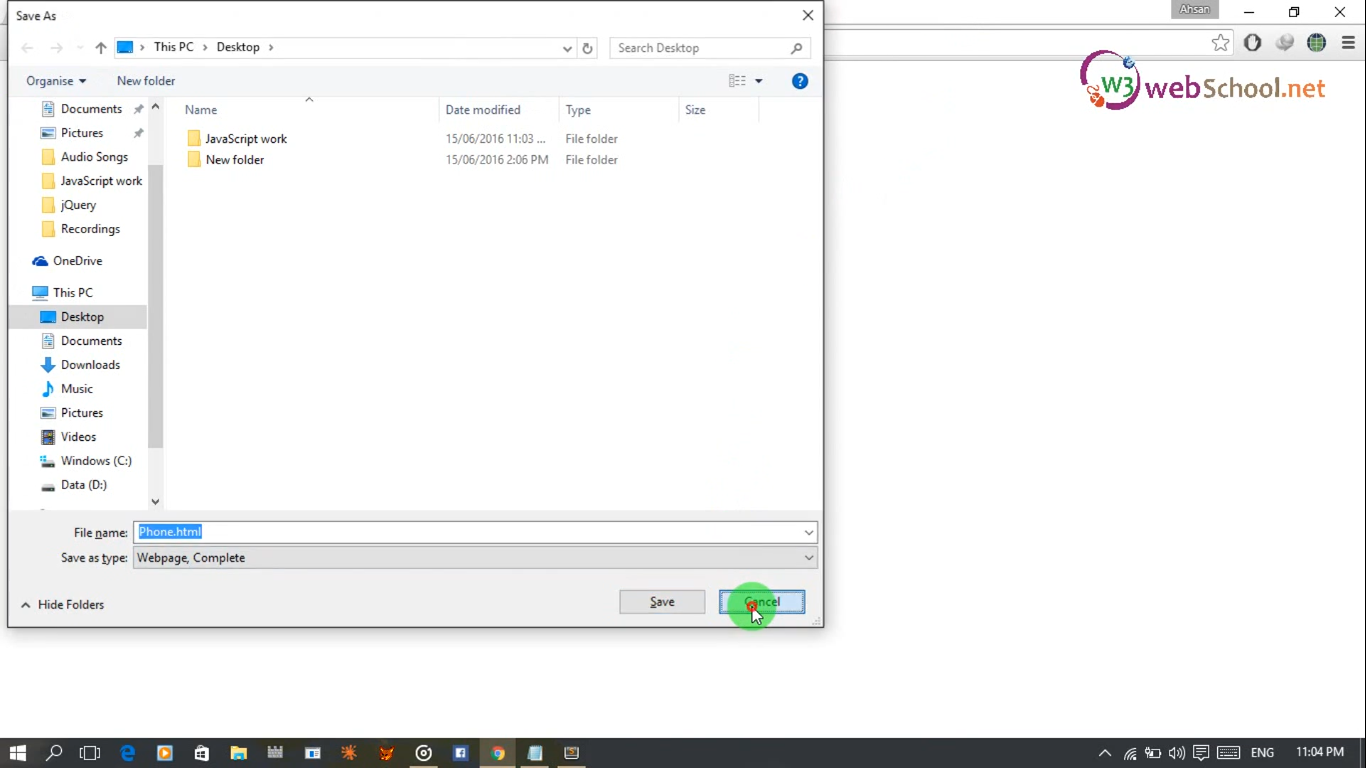 Save As
Ahsan
This PC
Desktop
Search Desktop
Organise
New folder
W3webSchool.net
Name
Date modified
Type
Size
Documents
Pictures
Audio Songs
JavaScript work
jQuery
Recordings
OneDrive
This PC
Desktop
Documents
Downloads
Music
Pictures
Videos
Windows (C:)
Data (D:)
JavaScript work 15/06/2016 11:03 ... File folder
New folder 15/06/2016 2:06 PM File folder
File name: Phone.html
Save as type: Webpage, Complete
Hide Folders
Save
Cancel
ENG
11:04 PM